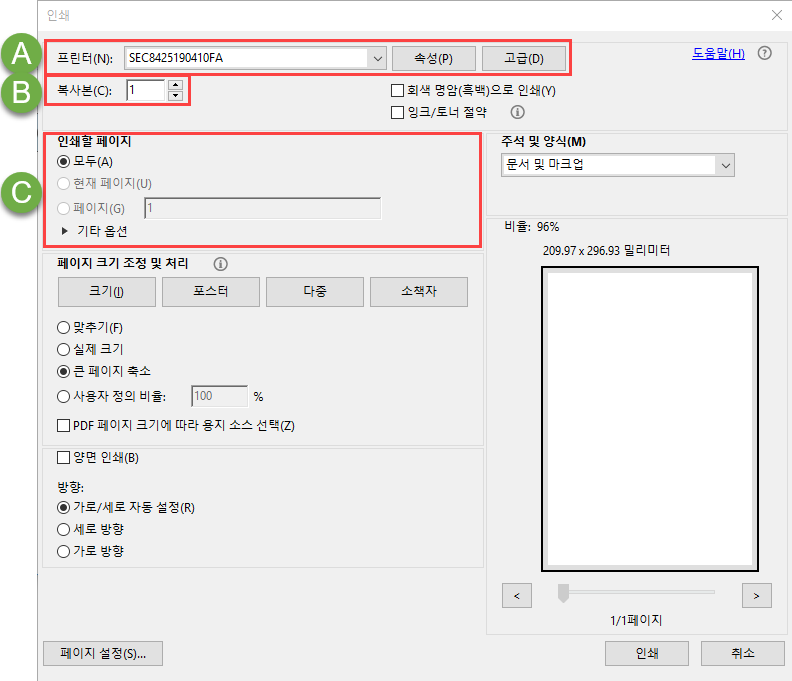 인쇄
A
프린터(N): SEC8425190410FA 속성(P) 고급(D) 도움말(H) ?
B
복사본(C): 1 회색 명암(흑백)으로 인쇄(Y)
잉크/토너 절약
인쇄할 페이지
모두(A)
현재 페이지(U)
C
페이지(G) 1
기타 옵션
주석 및 양식(M)
문서 및 마크업
비율: 96%
209.97 x 296.93 밀리미터
페이지 크기 조정 및 처리
크기(I) 포스터 다중 소책자
맞추기(F)
실제 크기
큰 페이지 축소
사용자 정의 비율: 100 %
PDF 페이지 크기에 따라 용지 소스 선택(Z)
양면 인쇄(B)
방향:
가로/세로 자동 설정(R)
세로 방향
가로 방향
< >
1/1페이지
페이지 설정(S)... 인쇄 취소